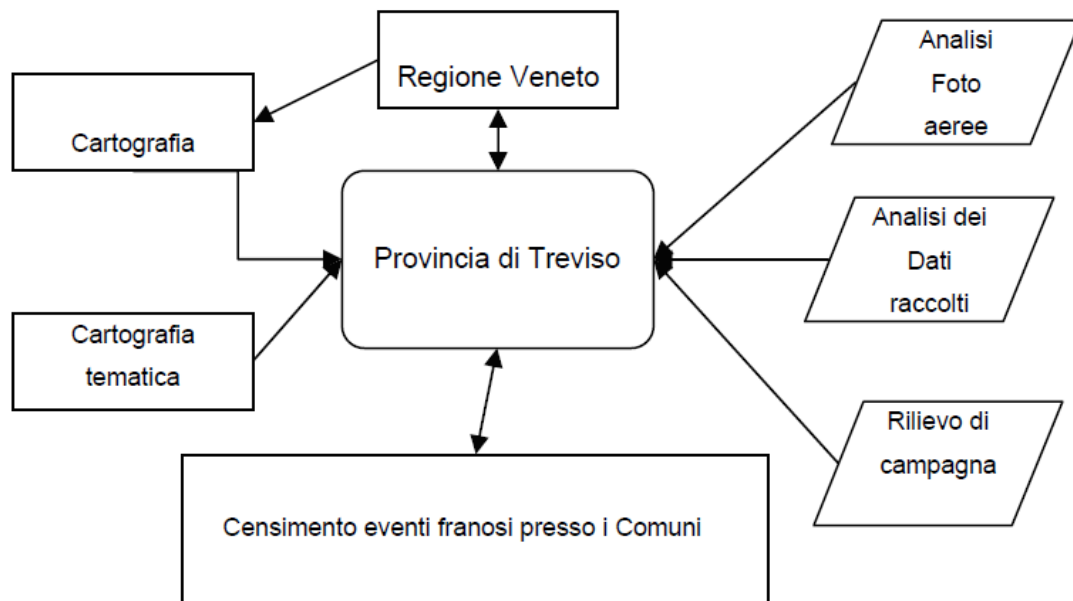 Regione Veneto
Cartografia
Analisi
Foto
aeree
Provincia di Treviso
Analisi dei
Dati
raccolti
Cartografia
tematica
Rilievo di
campagna
Censimento eventi franosi presso i Comuni